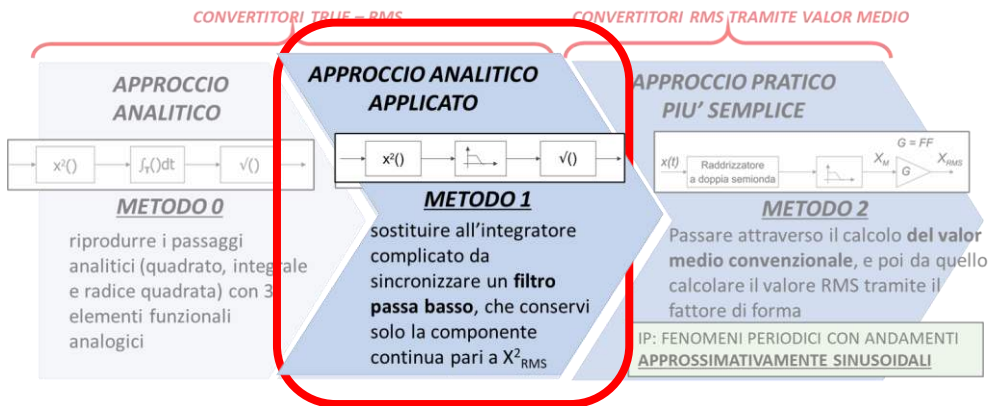 CONVERTITORI TRUE – RMS
CONVERTITORI RMS TRAMITE VALOR MEDIO
APPROCCIO
ANALITICO
x²()
∫T()dt
√()
METODO 0
riprodurre i passaggi
analitici (quadrato, integrale
e radice quadrata) con 3
elementi funzionali
analogici
APPROCCIO ANALITICO
APPLICATO
x²()
√()
METODO 1
sostituire all'integratore
complicato da
sincronizzare un filtro
passa basso, che conservi
solo la componente
continua pari a X²RMS
APPROCCIO PRATICO
PIU' SEMPLICE
G = FF
x(t)
Raddrizzatore
a doppia semionda
XM
G
XRMS
METODO 2
Passare attraverso il calcolo del valor
medio convenzionale, e poi da quello
calcolare il valore RMS tramite il
fattore di forma
IP: FENOMENI PERIODICI CON ANDAMENTI
APPROSSIMATIVAMENTE SINUSOIDALI